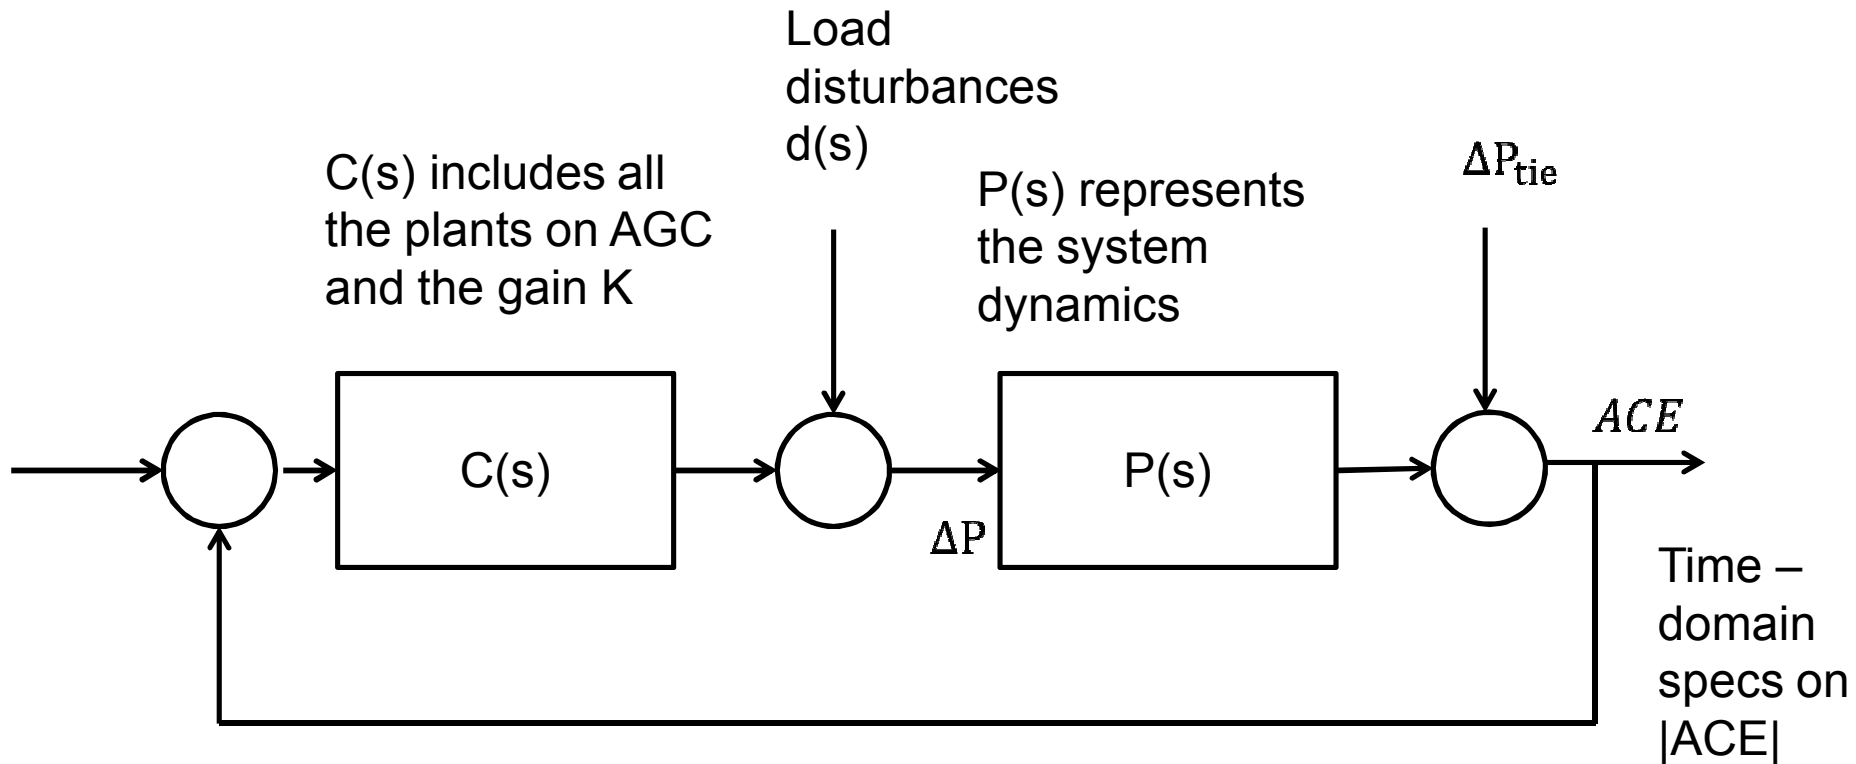 Load
disturbances
d(s)
C(s) includes all
the plants on AGC
and the gain K
P(s) represents
the system
dynamics
ΔPtie
C(s)
ΔP
P(s)
ACE
Time –
domain
specs on
|ACE|